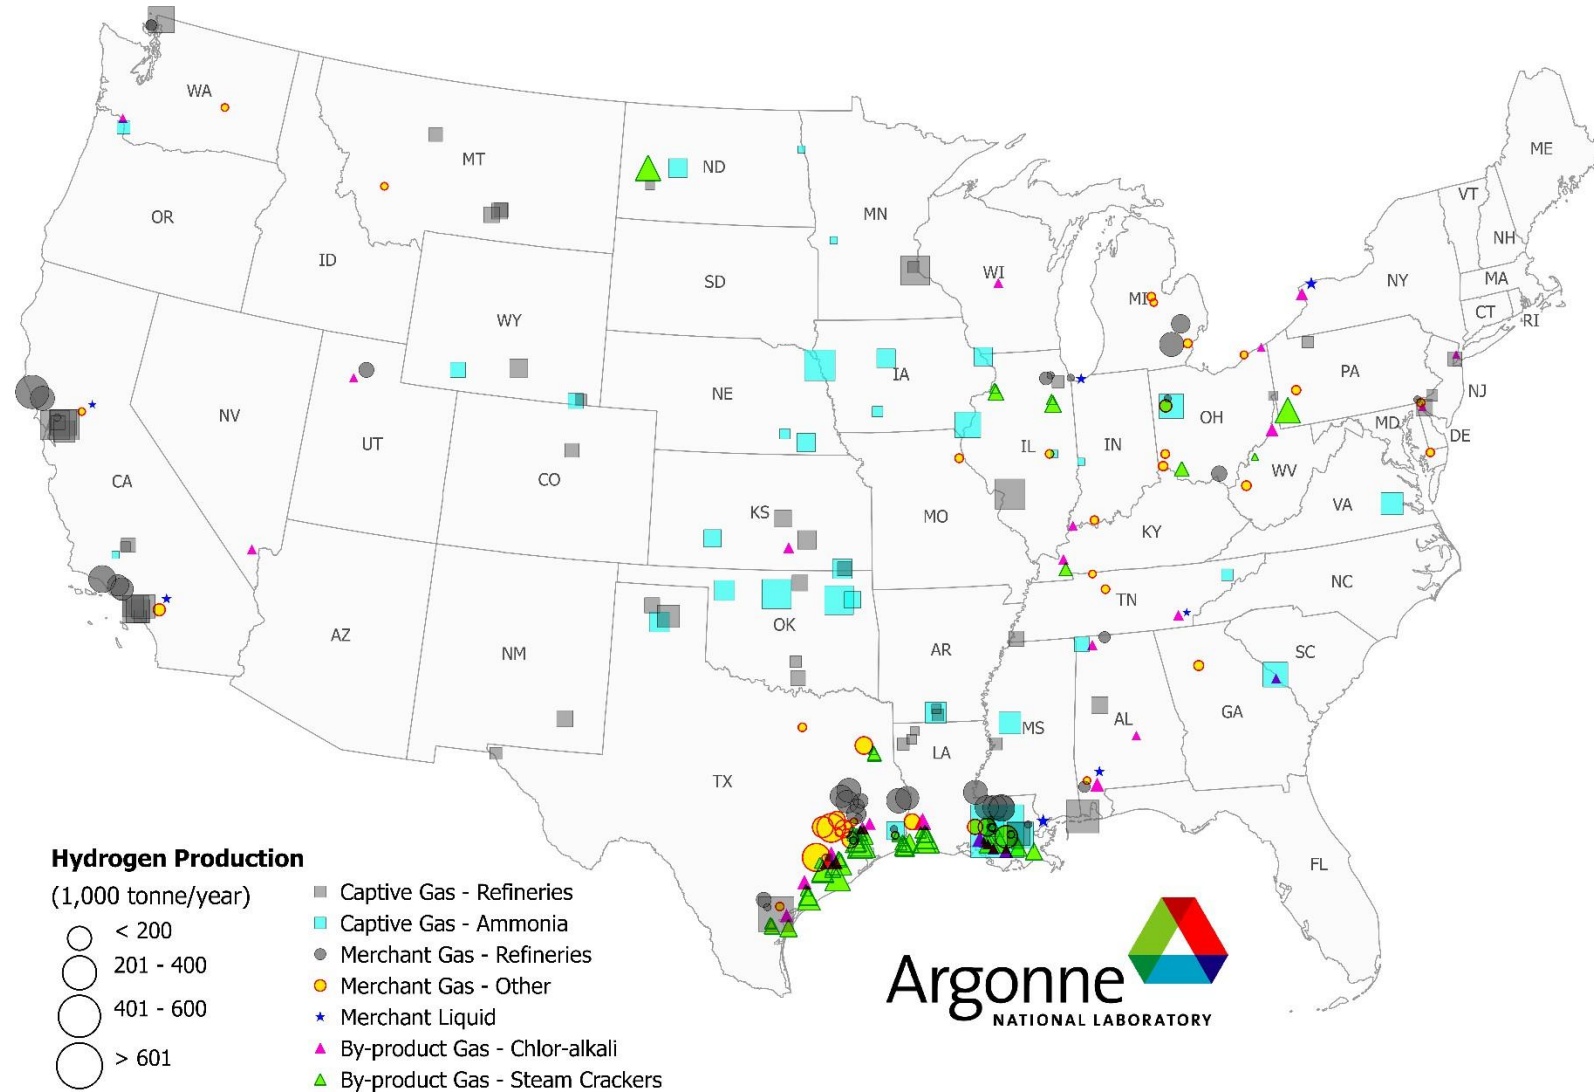 WA
MT
ND
MN
ME
VT
NH
OR
ID
SD
WI
MI
NY
MA
CT
RI
WY
IA
PA
NJ
NE
NV
UT
IL
IN
OH
MD
DE
CA
CO
WV
KS
MO
KY
VA
AZ
NM
OK
AR
TN
NC
SC
TX
LA
MS
AL
GA
FL
Hydrogen Production
(1,000 tonne/year)
< 200
201 - 400
401 - 600
> 601
Captive Gas - Refineries
Captive Gas - Ammonia
Merchant Gas - Refineries
Merchant Gas - Other
Merchant Liquid
By-product Gas - Chlor-alkali
By-product Gas - Steam Crackers
Argonne
NATIONAL LABORATORY